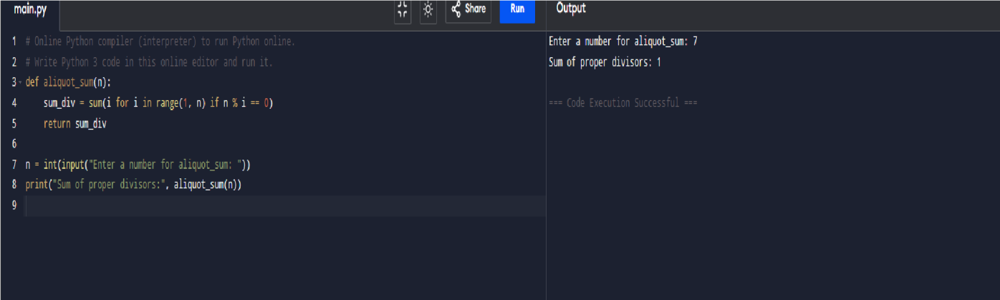 main.py
Share
Run
Output
1 # Online Python compiler (interpreter) to run Python online.
2 # Write Python 3 code in this online editor and run it.
3 def aliquot_sum(n):
4     sum_div = sum(i for i in range(1, n) if n % i == 0)
5     return sum_div
6
7 n = int(input("Enter a number for aliquot_sum: "))
8 print("Sum of proper divisors:", aliquot_sum(n))
9
Enter a number for aliquot_sum: 7
Sum of proper divisors: 1
=== Code Execution Successful ===